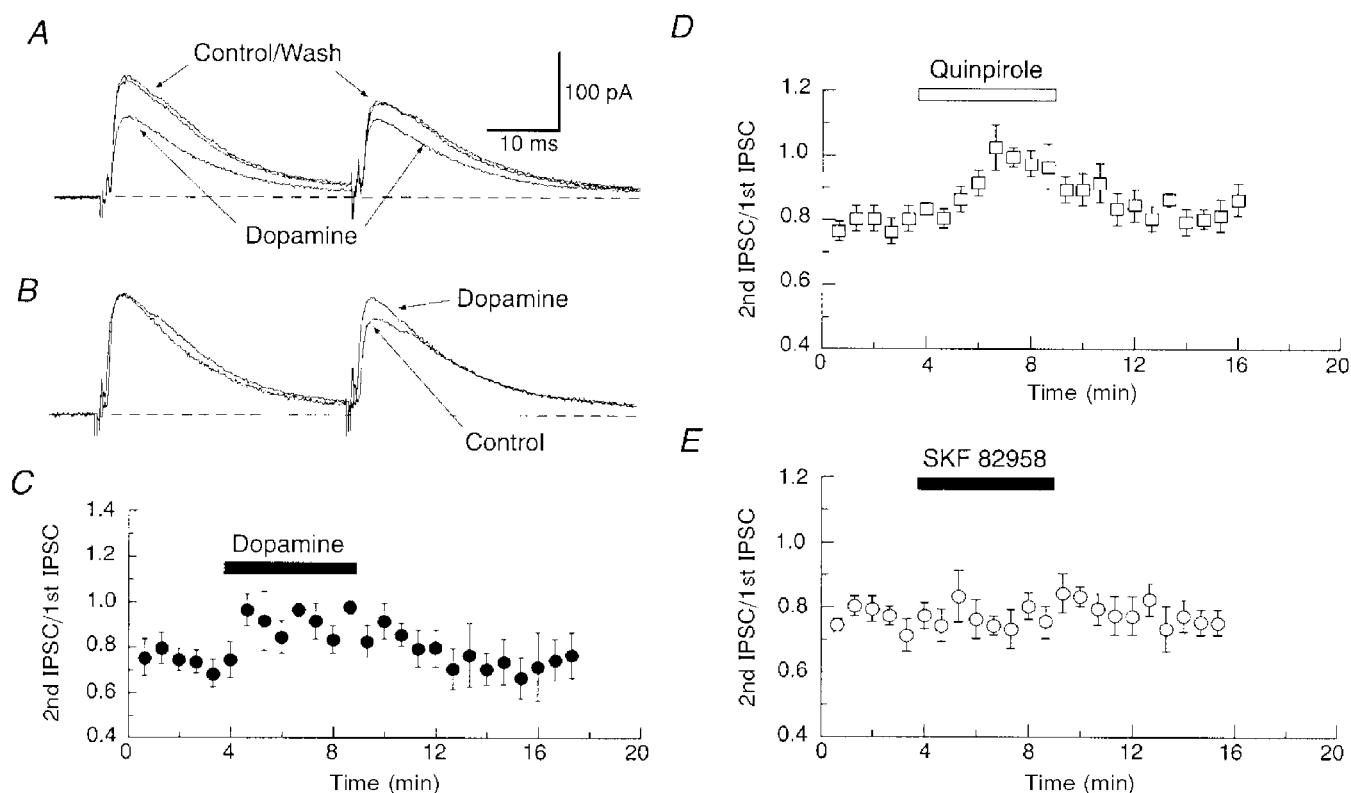 A
Control/Wash
100 pA
10 ms
Dopamine
B
Dopamine
Control
C
2nd IPSC/1st IPSC
1.4
1.2
1.0
0.8
0.6
0.4
Dopamine
0 4 8 12 16 20
Time (min)
D
2nd IPSC/1st IPSC
1.2
1.0
0.8
0.6
0.4
Quinpirole
0 4 8 12 16 20
Time (min)
E
2nd IPSC/1st IPSC
1.2
1.0
0.8
0.6
0.4
SKF 82958
0 4 8 12 16 20
Time (min)